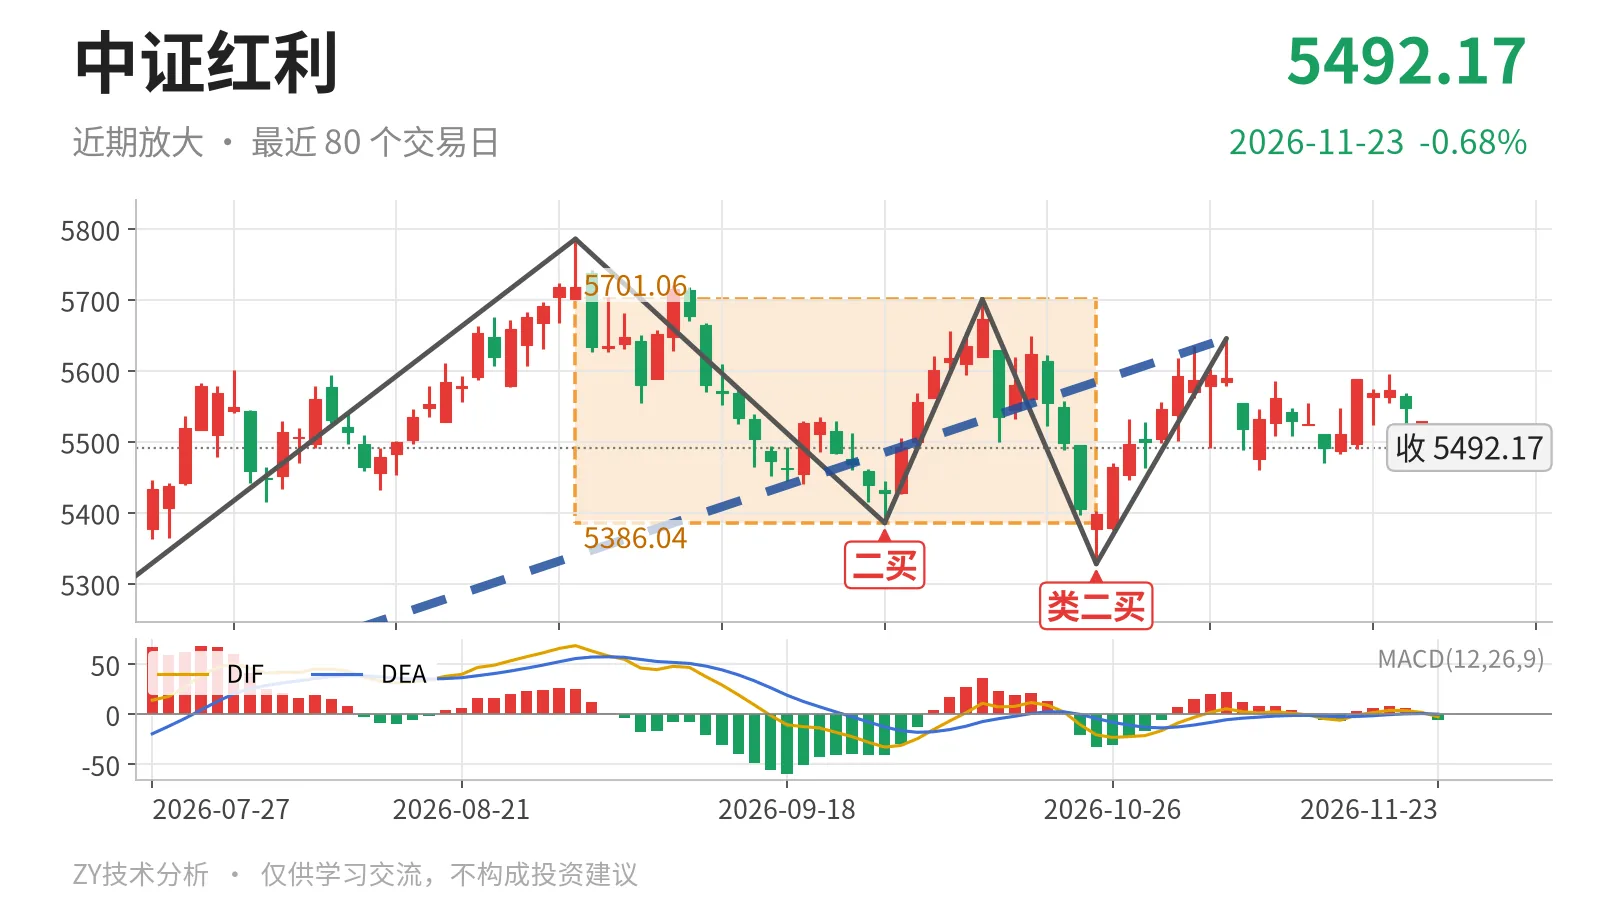 中证红利
5492.17
近期放大 · 最近 80 个交易日
2026-11-23 -0.68%
5800
5700
5600
5500
5400
5300
5701.06
5386.04
二买
类二买
收 5492.17
50
0
-50
DIF
DEA
MACD(12,26,9)
2026-07-27
2026-08-21
2026-09-18
2026-10-26
2026-11-23
ZY技术分析 · 仅供学习交流，不构成投资建议